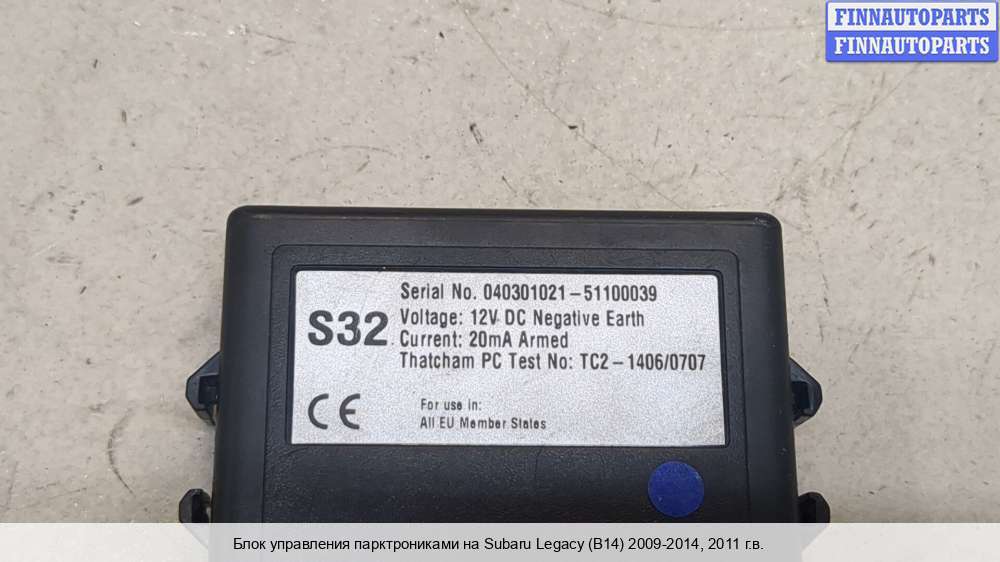 FINNAUTOPARTS
FINNAUTOPARTS
S32
Serial No. 040301021-51100039
Voltage: 12V DC Negative Earth
Current: 20mA Armed
Thatcham PC Test No: TC2-1406/0707
CE
For use in:
All EU Member States
Блок управления парктрониками на Subaru Legacy (B14) 2009-2014, 2011 г.в.